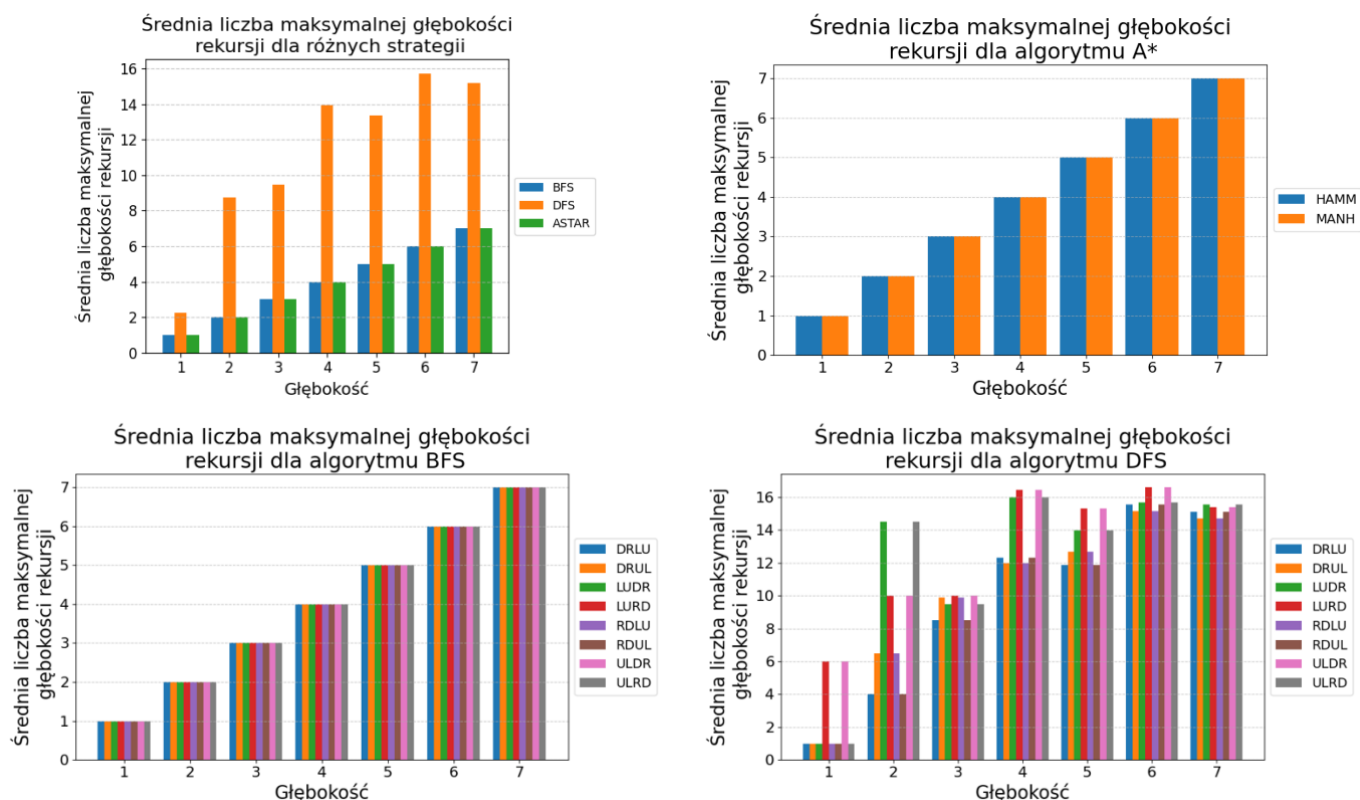 Średnia liczba maksymalnej głębokości
rekursji dla różnych strategii
Średnia liczba maksymalnej
głębokości rekursji
16
14
12
10
8
6
4
2
0
1 2 3 4 5 6 7
Głębokość
BFS
DFS
ASTAR
Średnia liczba maksymalnej głębokości
rekursji dla algorytmu A*
Średnia liczba maksymalnej
głębokości rekursji
7
6
5
4
3
2
1
0
1 2 3 4 5 6 7
Głębokość
HAMM
MANH
Średnia liczba maksymalnej głębokości
rekursji dla algorytmu BFS
Średnia liczba maksymalnej
głębokości rekursji
7
6
5
4
3
2
1
0
1 2 3 4 5 6 7
Głębokość
DRLU
DRUL
LUDR
LURD
RDLU
RDUL
ULDR
ULRD
Średnia liczba maksymalnej głębokości
rekursji dla algorytmu DFS
Średnia liczba maksymalnej
głębokości rekursji
16
14
12
10
8
6
4
2
0
1 2 3 4 5 6 7
Głębokość
DRLU
DRUL
LUDR
LURD
RDLU
RDUL
ULDR
ULRD